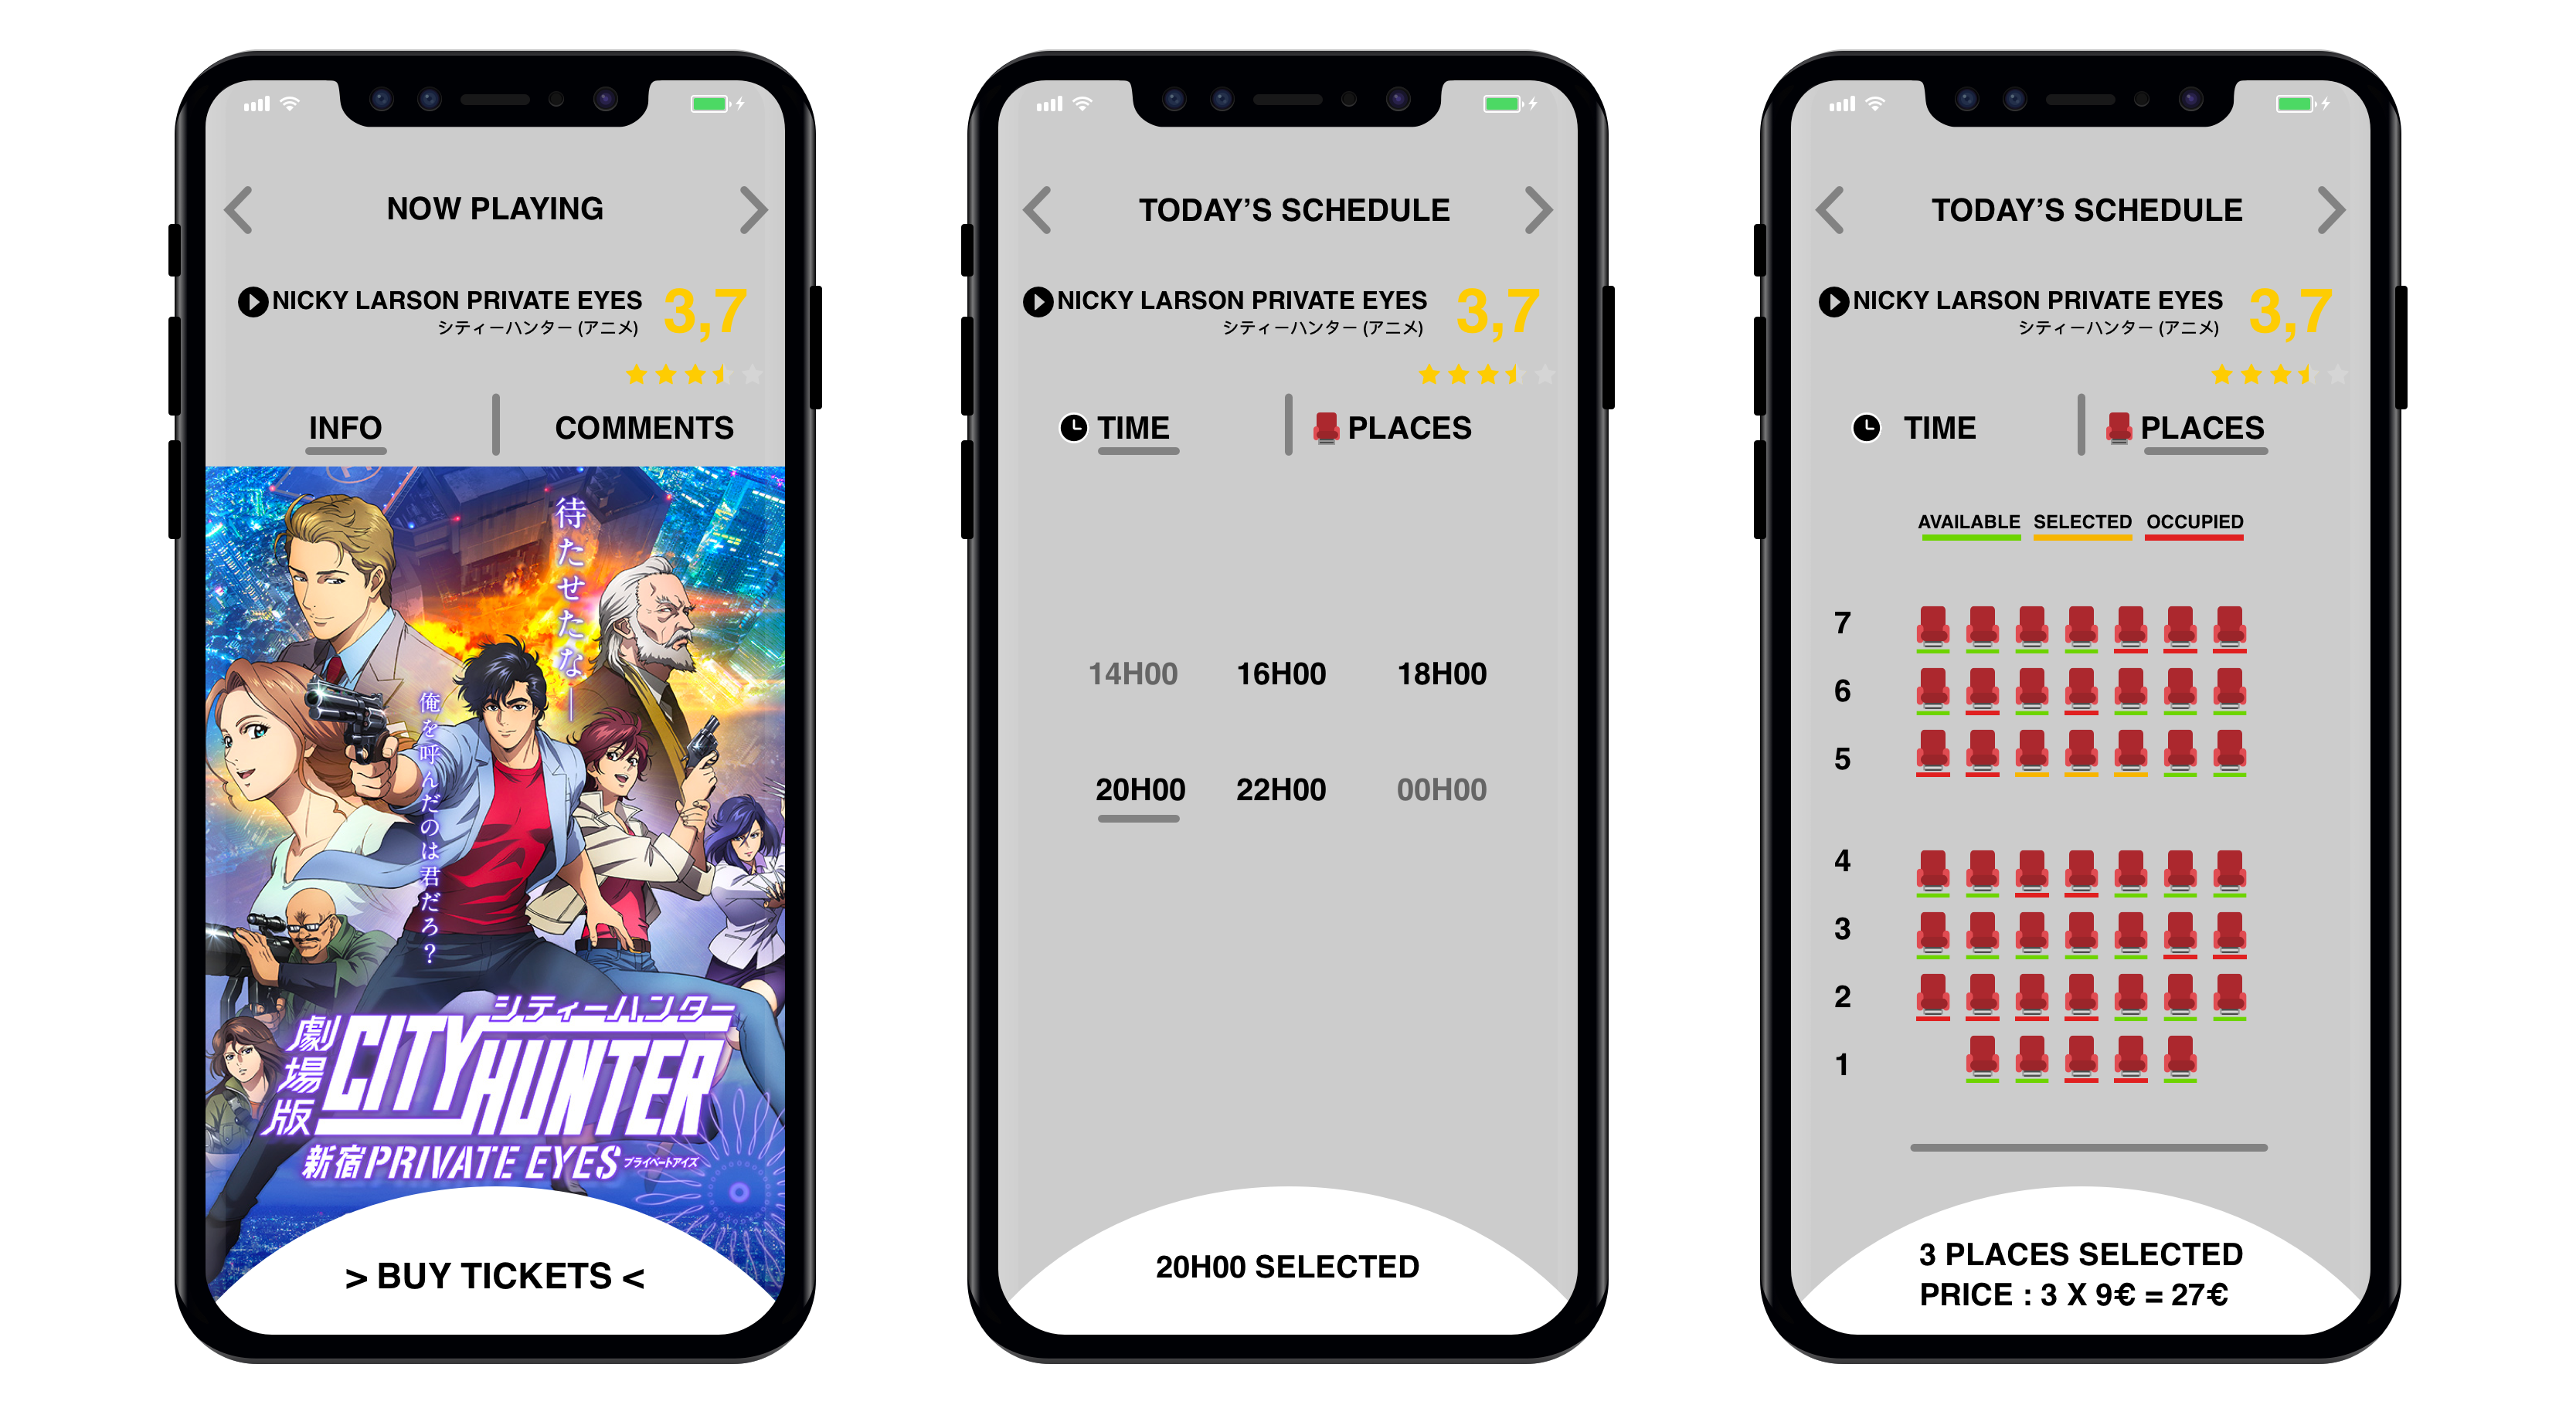 NOW PLAYING
NICKY LARSON PRIVATE EYES
シティーハンター (アニメ)
3,7
INFO
COMMENTS
待たせたな—
俺を呼んだのは君だろ？
シティーハンター
劇場版
CITY HUNTER
新宿 PRIVATE EYES プライベートアイズ
> BUY TICKETS <
TODAY’S SCHEDULE
NICKY LARSON PRIVATE EYES
シティーハンター (アニメ)
3,7
TIME
PLACES
14H00 16H00 18H00
20H00 22H00 00H00
20H00 SELECTED
TODAY’S SCHEDULE
NICKY LARSON PRIVATE EYES
シティーハンター (アニメ)
3,7
TIME
PLACES
AVAILABLE SELECTED OCCUPIED
7
6
5
4
3
2
1
3 PLACES SELECTED
PRICE : 3 X 9€ = 27€